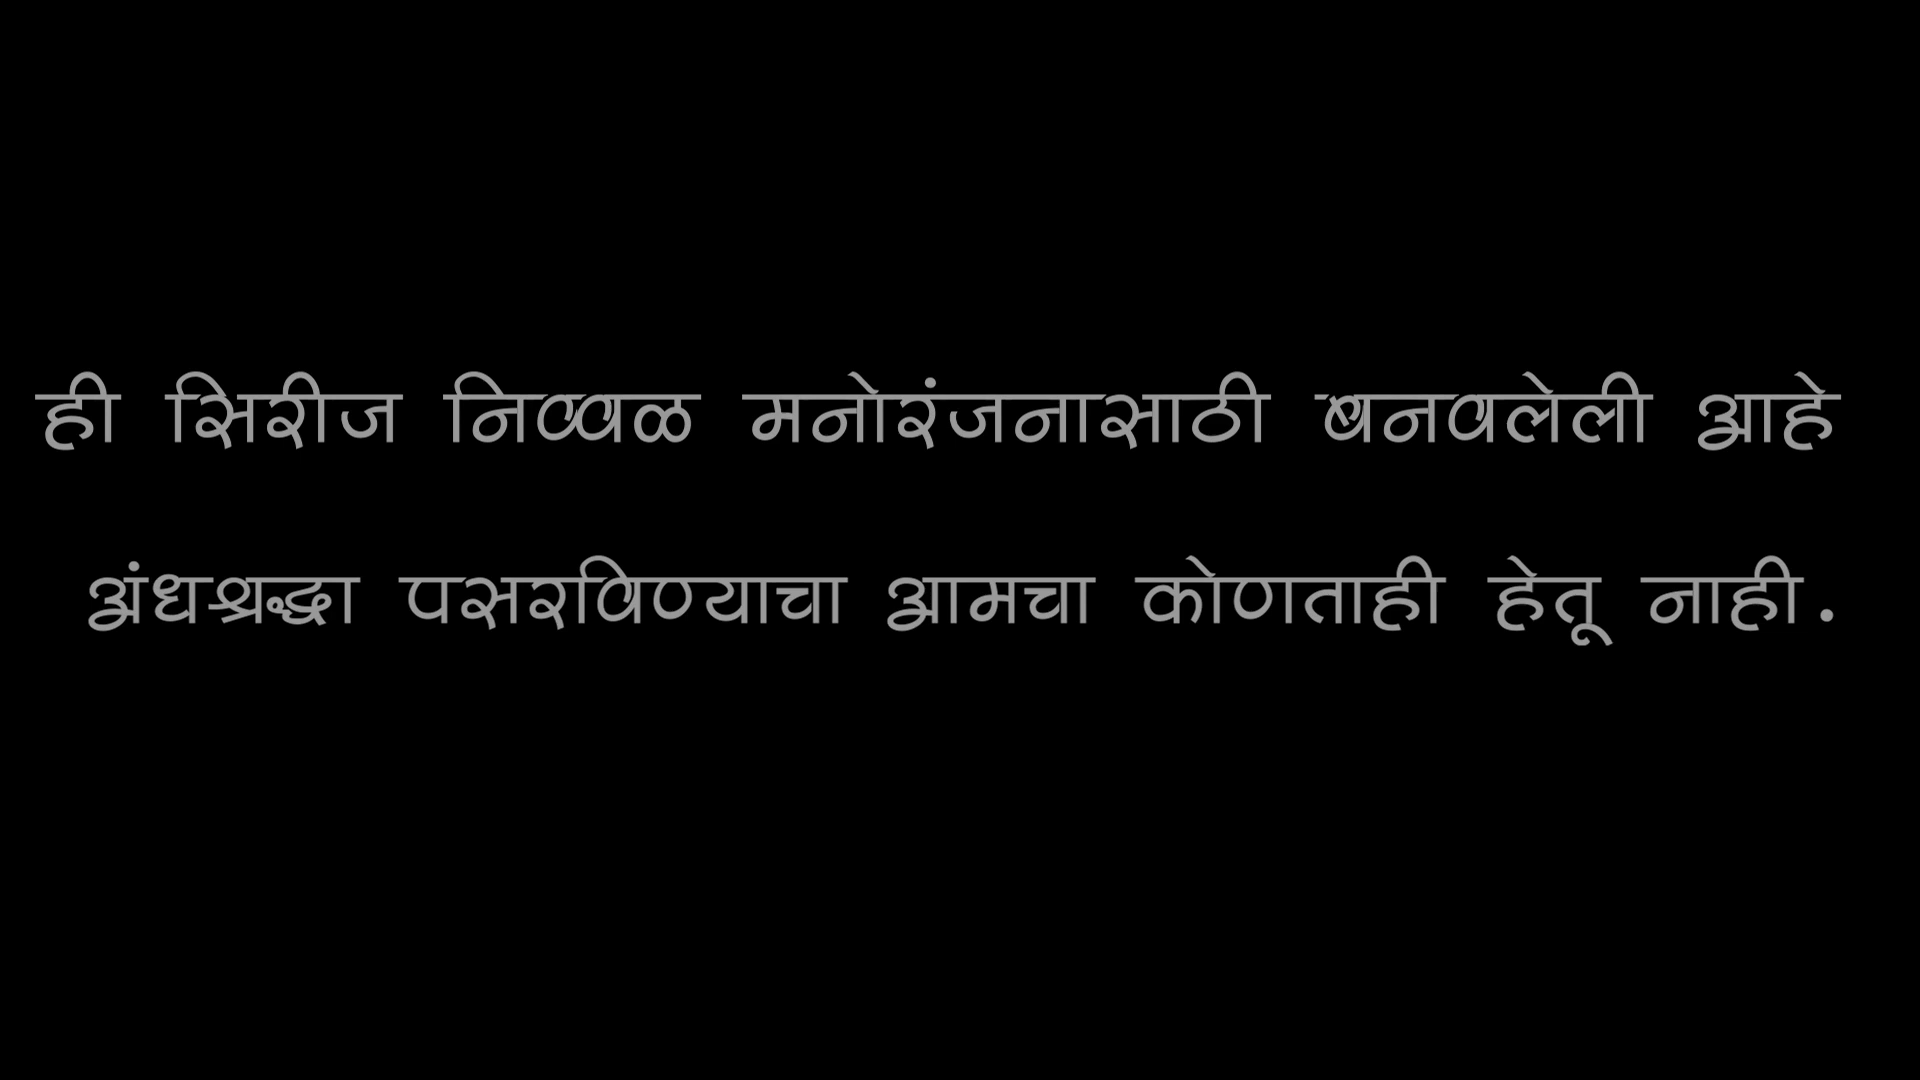 ही सिरीज निव्वळ मनोरंजनासाठी बनवलेली आहे
अंधश्रद्धा पसरविण्याचा आमचा कोणताही हेतू नाही.